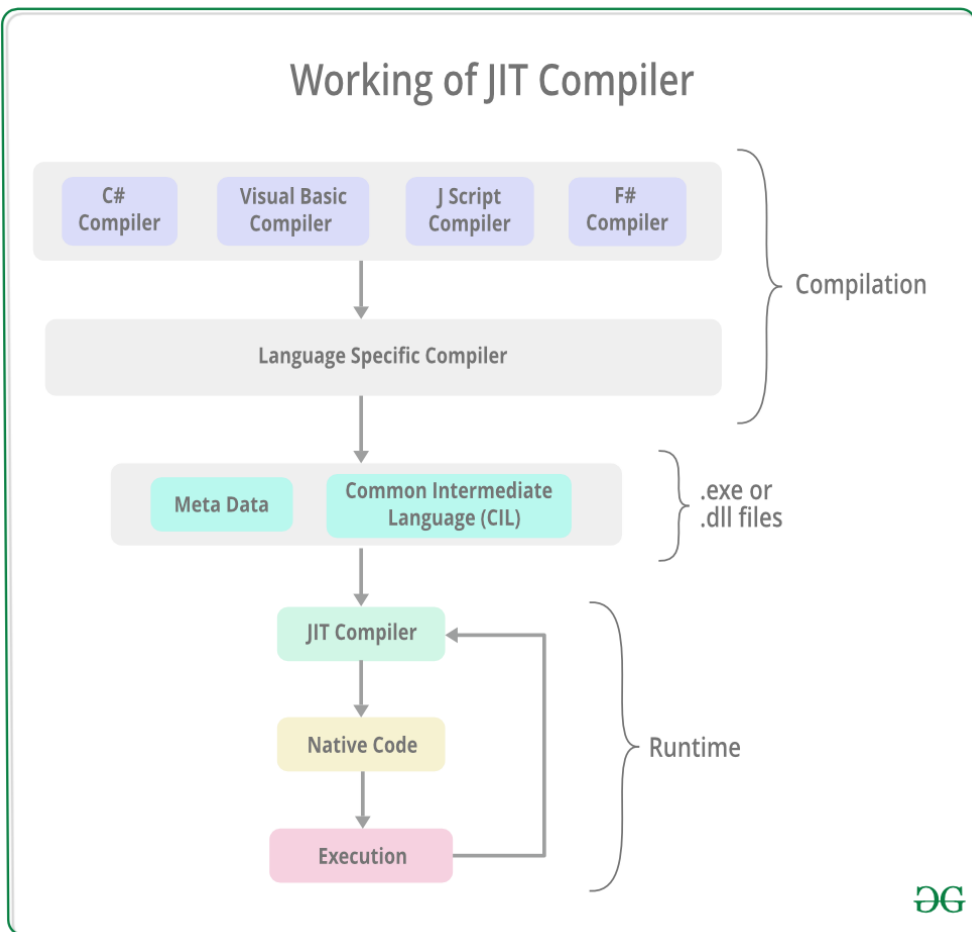 Working of JIT Compiler
C#
Compiler
Visual Basic
Compiler
J Script
Compiler
F#
Compiler
Compilation
Language Specific Compiler
Meta Data
Common Intermediate
Language (CIL)
.exe or
.dll files
JIT Compiler
Native Code
Runtime
Execution